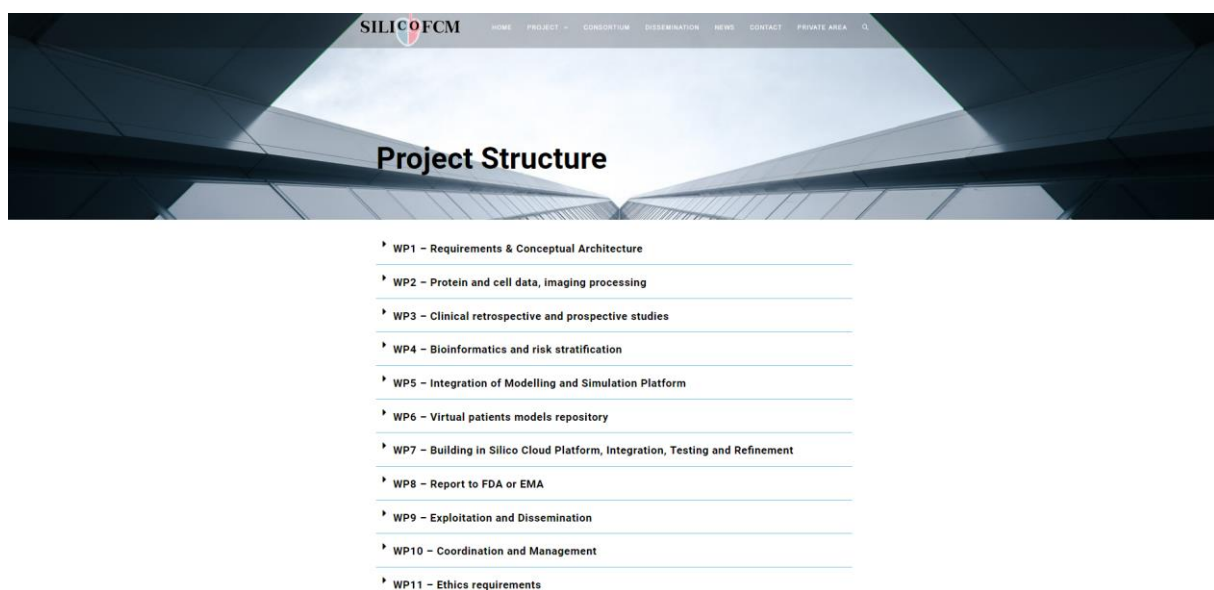 SILICOFCM
HOME PROJECT CONSORTIUM DISSEMINATION NEWS CONTACT PRIVATE AREA
Project Structure
WP1 – Requirements & Conceptual Architecture
WP2 – Protein and cell data, imaging processing
WP3 – Clinical retrospective and prospective studies
WP4 – Bioinformatics and risk stratification
WP5 – Integration of Modelling and Simulation Platform
WP6 – Virtual patients models repository
WP7 – Building in Silico Cloud Platform, Integration, Testing and Refinement
WP8 – Report to FDA or EMA
WP9 – Exploitation and Dissemination
WP10 – Coordination and Management
WP11 – Ethics requirements